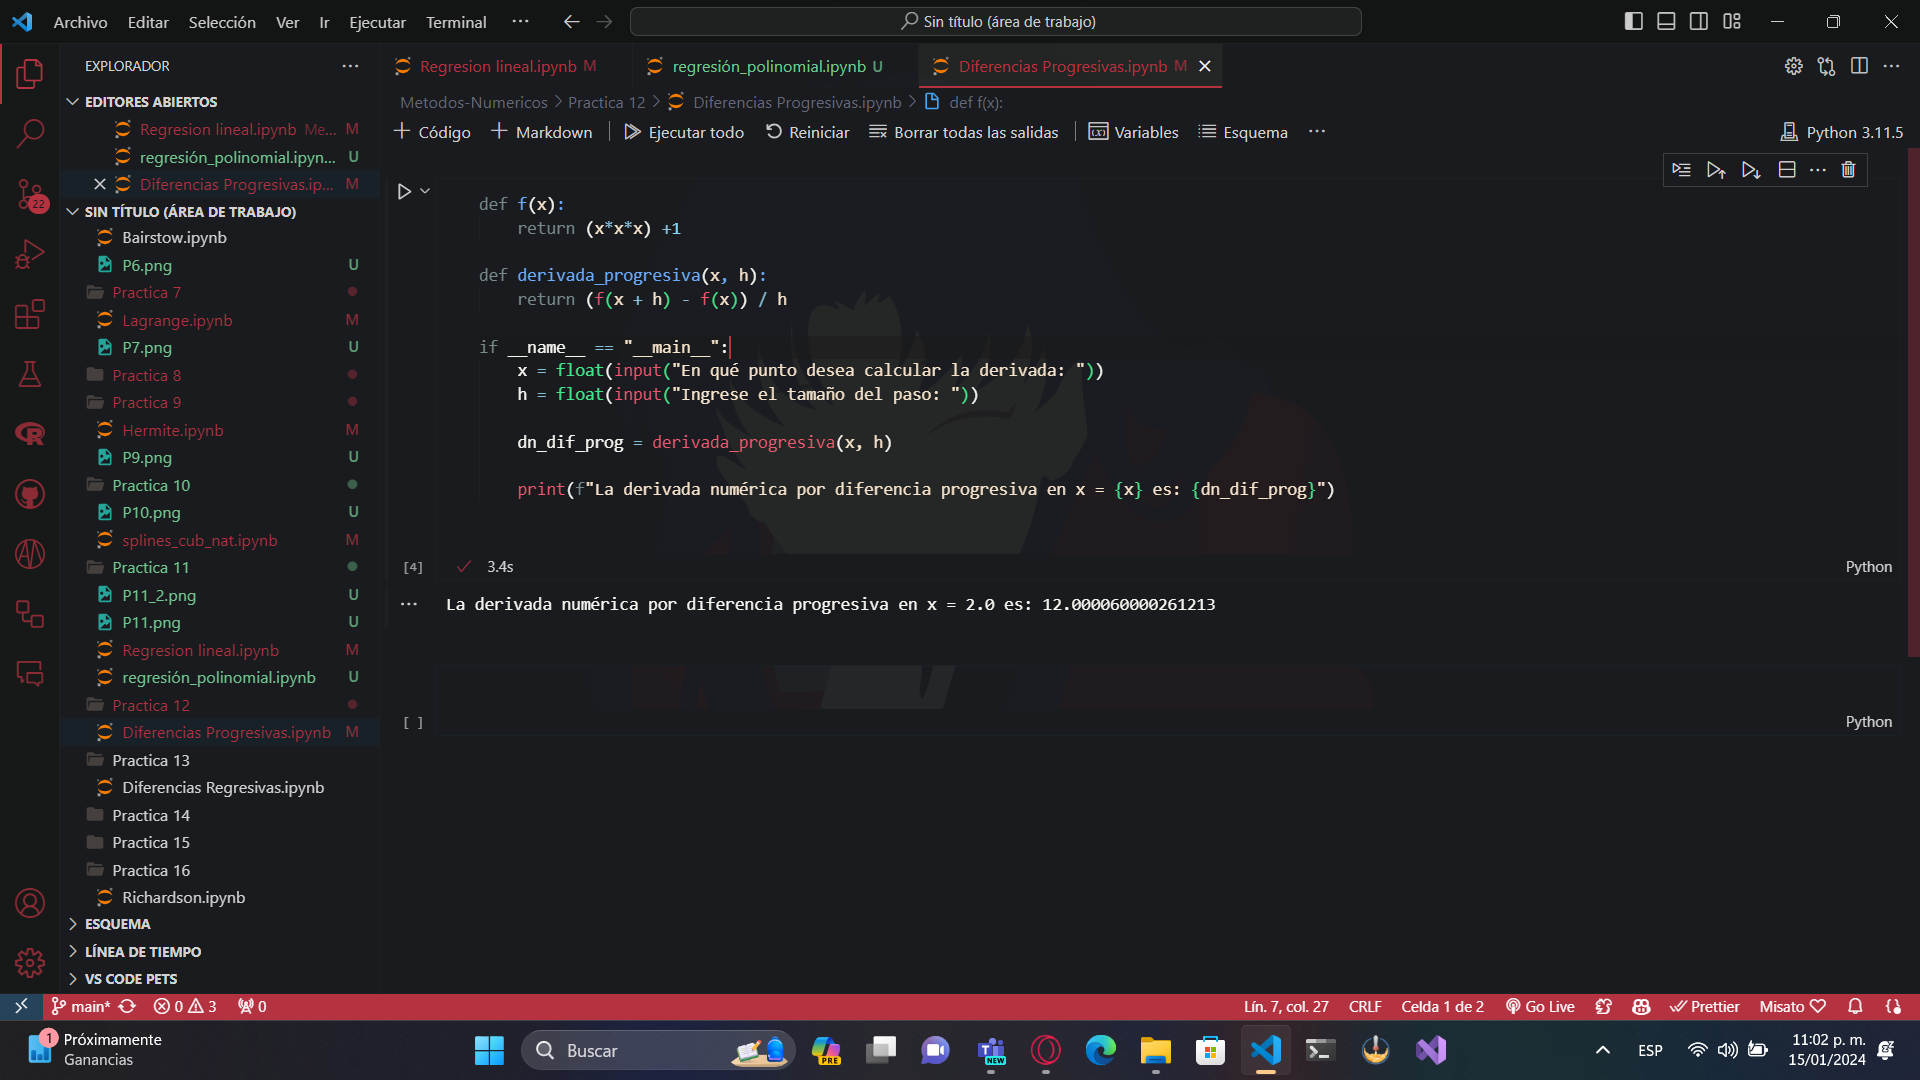 Archivo Editar Selección Ver Ir Ejecutar Terminal ··· Sin título (área de trabajo)
EXPLORADOR ···
EDITORES ABIERTOS
Regresion lineal.ipynb Me... M
regresión_polinomial.ipyn... U
Diferencias Progresivas.ip... M
SIN TÍTULO (ÁREA DE TRABAJO)
Bairstow.ipynb
P6.png U
Practica 7
Lagrange.ipynb M
P7.png U
Practica 8
Practica 9
Hermite.ipynb M
P9.png U
Practica 10
P10.png U
splines_cub_nat.ipynb M
Practica 11
P11_2.png U
P11.png U
Regresion lineal.ipynb M
regresión_polinomial.ipynb U
Practica 12
Diferencias Progresivas.ipynb M
Practica 13
Diferencias Regresivas.ipynb
Practica 14
Practica 15
Practica 16
Richardson.ipynb
ESQUEMA
LÍNEA DE TIEMPO
VS CODE PETS
22
Regresion lineal.ipynb M regresión_polinomial.ipynb U Diferencias Progresivas.ipynb M
Metodos-Numericos > Practica 12 > Diferencias Progresivas.ipynb > def f(x):
+ Código + Markdown Ejecutar todo Reiniciar Borrar todas las salidas Variables Esquema ··· Python 3.11.5
def f(x):
return (x*x*x) +1
def derivada_progresiva(x, h):
return (f(x + h) - f(x)) / h
if __name__ == "__main__":
x = float(input("En qué punto desea calcular la derivada: "))
h = float(input("Ingrese el tamaño del paso: "))
dn_dif_prog = derivada_progresiva(x, h)
print(f"La derivada numérica por diferencia progresiva en x = {x} es: {dn_dif_prog}")
[4] 3.4s Python
··· La derivada numérica por diferencia progresiva en x = 2.0 es: 12.000060000261213
[ ] Python
main* 0 3 0 Lín. 7, col. 27 CRLF Celda 1 de 2 Go Live Prettier Misato
1 Próximamente
Ganancias
Buscar
PRE
NEW
ESP
11:02 p. m.
15/01/2024